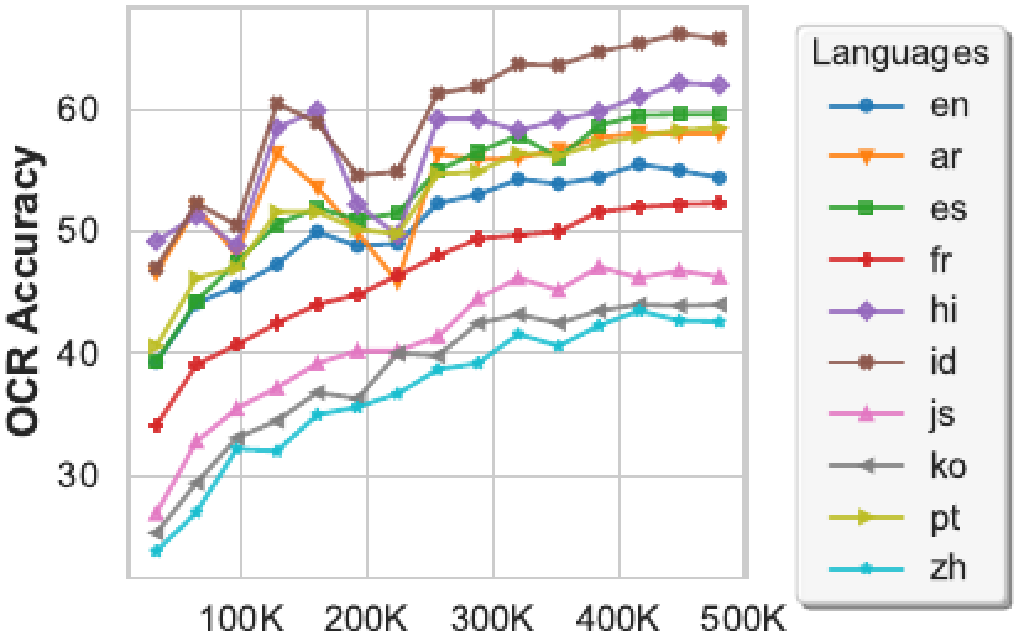 OCR Accuracy
60
50
40
30
100K 200K 300K 400K 500K
Languages
en
ar
es
fr
hi
id
js
ko
pt
zh